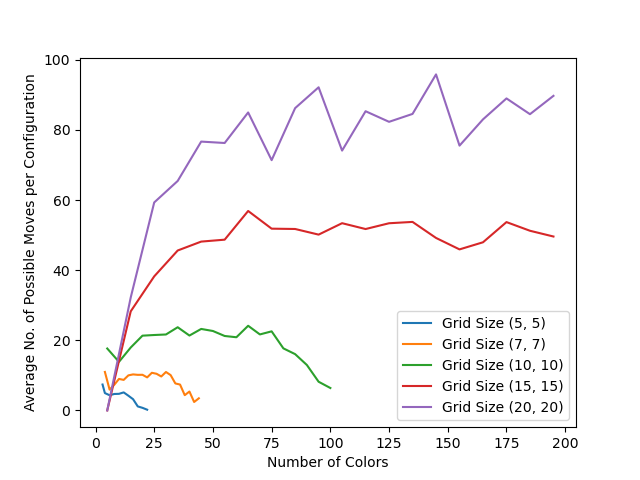 100
80
60
40
20
0
Average No. of Possible Moves per Configuration
0 25 50 75 100 125 150 175 200
Number of Colors
Grid Size (5, 5)
Grid Size (7, 7)
Grid Size (10, 10)
Grid Size (15, 15)
Grid Size (20, 20)